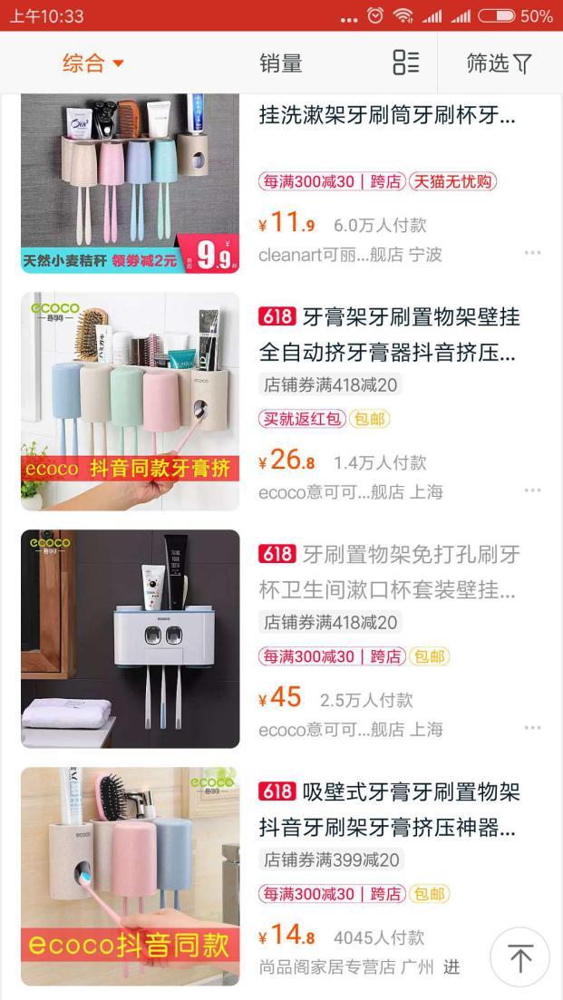 上午10:33
50%
综合
销量
筛选
挂洗漱架牙刷筒牙刷杯牙...
每满300减30 | 跨店
天猫无忧购
¥11.9 6.0万人付款
cleanart可丽...舰店 宁波
天然小麦秸秆 领券减2元
¥9.9起
ecoco
618 牙膏架牙刷置物架壁挂
全自动挤牙膏器抖音挤压...
店铺券满418减20
买就返红包
包邮
¥26.8 1.4万人付款
ecoco意可可...舰店 上海
ecoco
ecoco 抖音同款牙膏挤
ecoco
618 牙刷置物架免打孔刷牙
杯卫生间漱口杯套装壁挂...
店铺券满418减20
每满300减30 | 跨店
包邮
¥45 2.5万人付款
ecoco意可可...舰店 上海
ecoco
ecoco
618 吸壁式牙膏牙刷置物架
抖音牙刷架牙膏挤压神器...
店铺券满399减20
每满300减30 | 跨店
包邮
¥14.8 4045人付款
尚品阁家居专营店 广州 进
ecoco
ecoco抖音同款